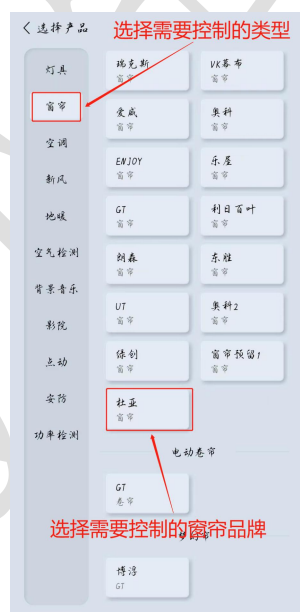 く选择产品
选择需要控制的类型
灯具
窗帘
空调
新风
地暖
空气检测
背景音乐
影院
点动
安防
功率检测
瑞克斯
窗帘
VK幕布
窗帘
爱威
窗帘
奥科
窗帘
ENJOY
窗帘
乐屋
窗帘
GT
窗帘
利日百叶
窗帘
朗森
窗帘
东胜
窗帘
UT
窗帘
奥科2
窗帘
绦创
窗帘
窗帘预留1
窗帘
杜亚
窗帘
电动卷帘
GT
卷帘
选择需要控制的窗帘品牌
博浮
GT